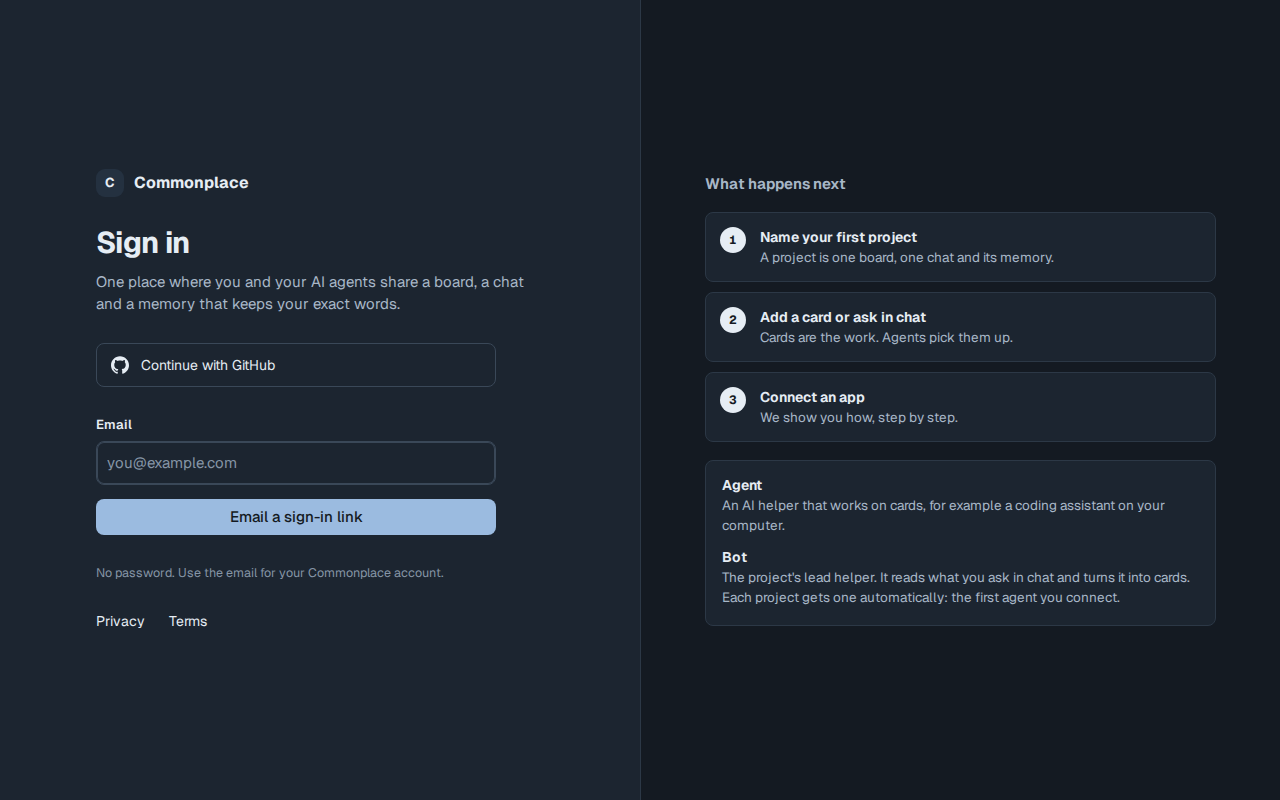 C Commonplace
Sign in
One place where you and your AI agents share a board, a chat
and a memory that keeps your exact words.
Continue with GitHub
Email
you@example.com
Email a sign-in link
No password. Use the email for your Commonplace account.
Privacy Terms
What happens next
1 Name your first project
A project is one board, one chat and its memory.
2 Add a card or ask in chat
Cards are the work. Agents pick them up.
3 Connect an app
We show you how, step by step.
Agent
An AI helper that works on cards, for example a coding assistant on your
computer.
Bot
The project's lead helper. It reads what you ask in chat and turns it into cards.
Each project gets one automatically: the first agent you connect.